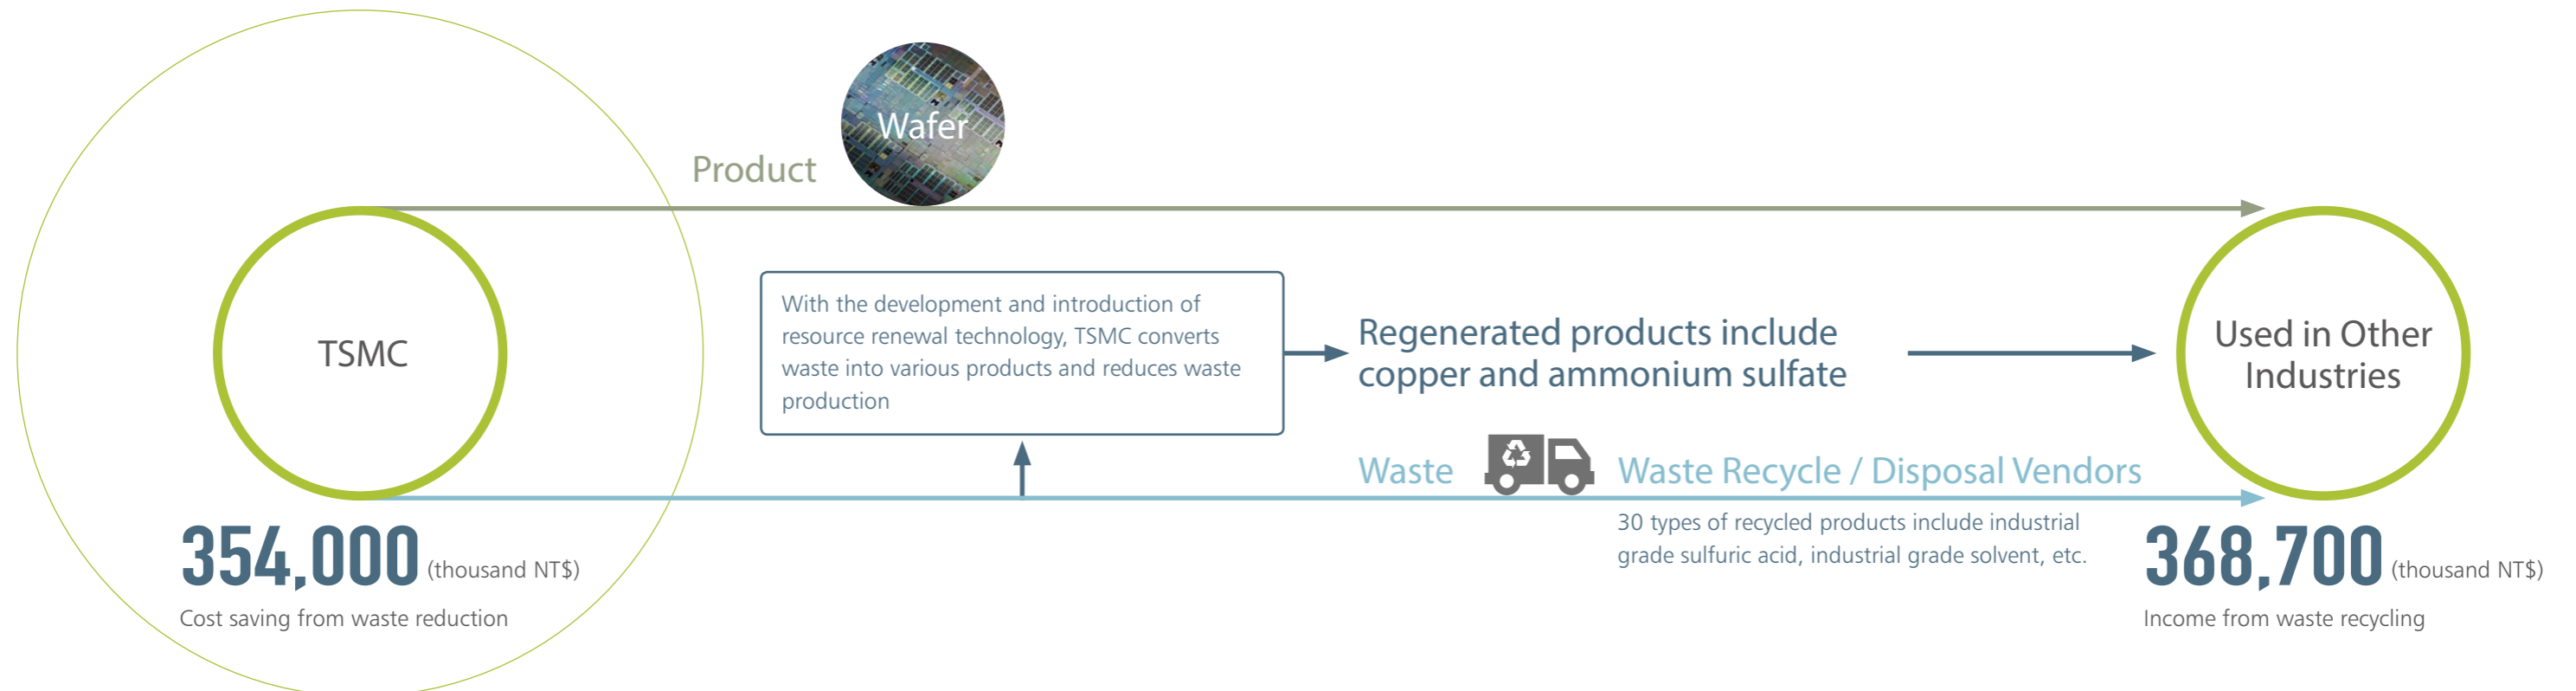 Wafer
Product
TSMC
With the development and introduction of
resource renewal technology, TSMC converts
waste into various products and reduces waste
production
Regenerated products include
copper and ammonium sulfate
Used in Other
Industries
Waste
Waste Recycle / Disposal Vendors
30 types of recycled products include industrial
grade sulfuric acid, industrial grade solvent, etc.
354,000 (thousand NT$)
Cost saving from waste reduction
368,700 (thousand NT$)
Income from waste recycling